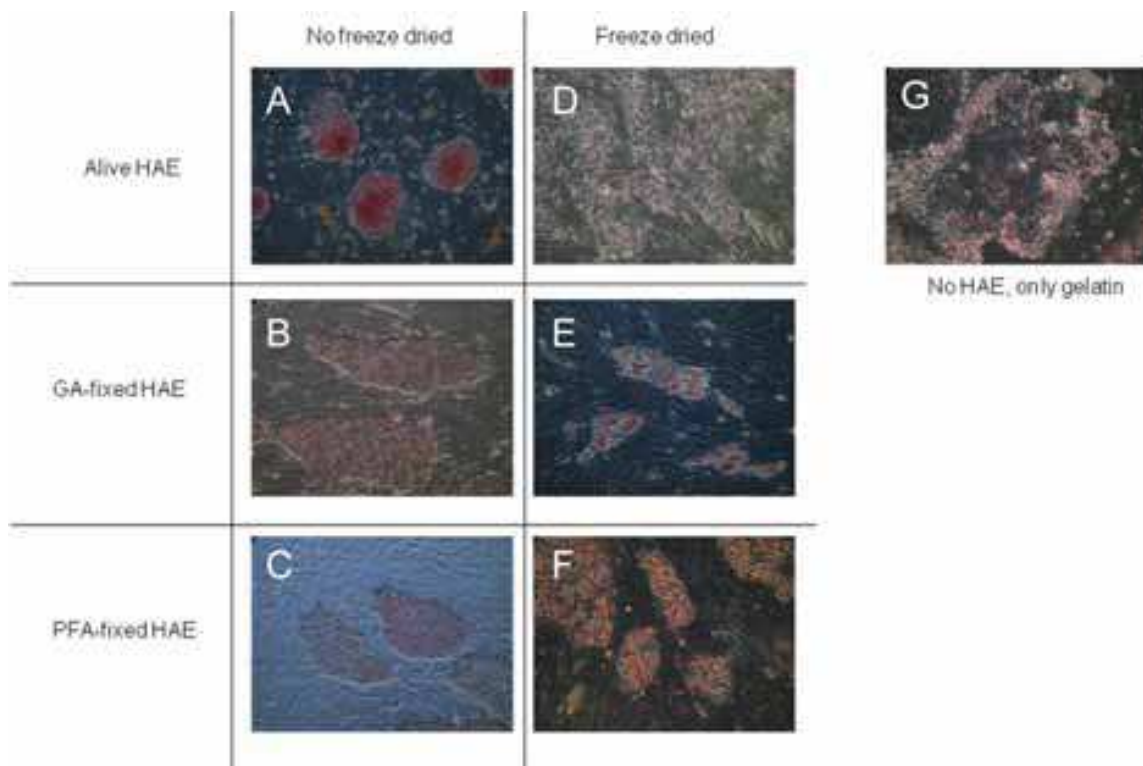 No freeze dried
Freeze dried
Alive HAE
A
D
G
No HAE, only gelatin
GA-fixed HAE
B
E
PFA-fixed HAE
C
F